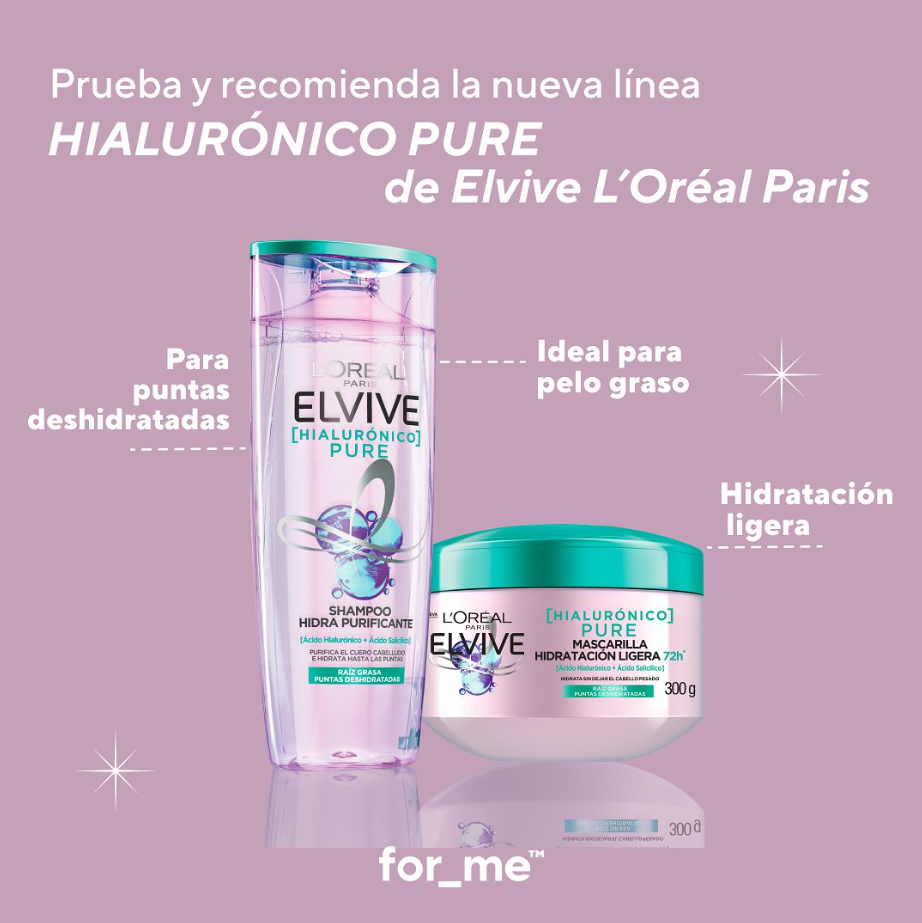 Prueba y recomienda la nueva línea
HIALURÓNICO PURE
de Elvive L'Oréal Paris
Para
puntas
deshidratadas
Ideal para
pelo graso
Hidratación
ligera
L'ORÉAL
PARIS
ELVIVE
[HIALURÓNICO]
PURE
SHAMPOO
HIDRA PURIFICANTE
[Ácido Hialurónico + Ácido Salicílico]
PURIFICA EL CUERO CABELLUDO
E HIDRATA HASTA LAS PUNTAS
RAÍZ GRASA
PUNTAS DESHIDRATADAS
L'ORÉAL
PARIS
ELVIVE
[HIALURÓNICO]
PURE
MASCARILLA
HIDRATACIÓN LIGERA 72h*
[Ácido Hialurónico + Ácido Salicílico]
HIDRATA SIN DEJAR EL CABELLO PESADO
RAÍZ GRASA
PUNTAS DESHIDRATADAS
300 g
for_me™